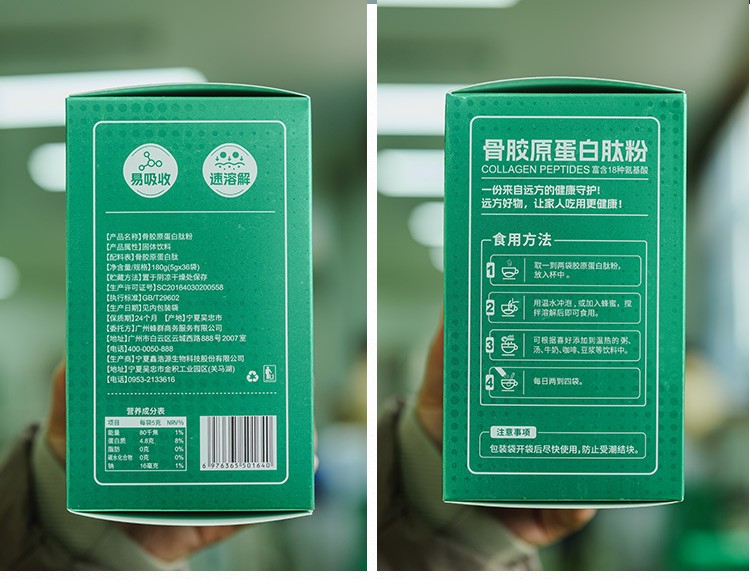 易吸收
速溶解
【产品名称】骨胶原蛋白肽粉
【产品属性】固体饮料
【配料表】骨胶原蛋白肽
【净含量/规格】180g(5gx36袋)
【贮藏方法】置于阴凉干燥处保存
【生产许可证号】SC20164030200558
【执行标准】GB/T29602
【生产日期】见内包装袋
【保质期】24个月 【产地】宁夏吴忠市
委托方】广州蜂群商务服务有限公司
【地址】广州市白云区云城西路888号2007室
【电话】400-0050-888
【生产商】宁夏喜浩源生物科技股份有限公司
【地址】宁夏吴忠市金积工业园区(关马湖)
【电话】0953-2133616
营养成分表
项目 每袋5克 NRV%
能量 80千焦 1%
蛋白质 4.8克 8%
脂肪 0克 0%
碳水化合物 0克 0%
钠 16毫克 1%
6 976365 501640
骨胶原蛋白肽粉
COLLAGEN PEPTIDES 富含18种氨基酸
一份来自远方的健康守护!
远方好物，让家人吃用更健康!
食用方法
1 取一到两袋胶原蛋白肽粉，
放入杯中。
2 用温水冲泡,或加入蜂蜜，搅
拌溶解后即可食用。
3 可根据喜好添加到温热的粥、
汤、牛奶、咖啡、豆浆等饮料中。
4 每日两到四袋。
注意事项
包装袋开袋后尽快使用,防止受潮结块。